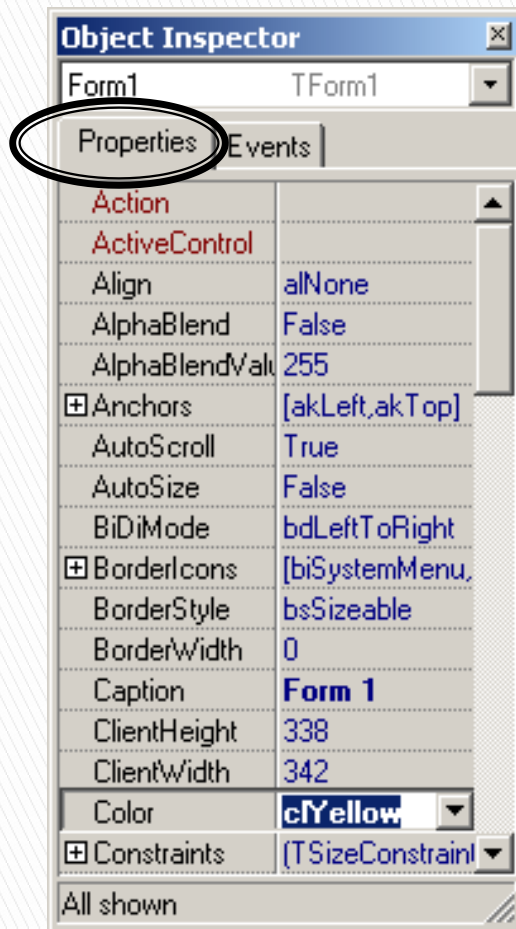 Object Inspector
Form1 TForm1
Properties Events
Action
ActiveControl
Align alNone
AlphaBlend False
AlphaBlendValu 255
Anchors [akLeft,akTop]
AutoScroll True
AutoSize False
BiDiMode bdLeftToRight
BorderIcons [biSystemMenu,
BorderStyle bsSizeable
BorderWidth 0
Caption Form 1
ClientHeight 338
ClientWidth 342
Color clYellow
Constraints (TSizeConstraint
All shown